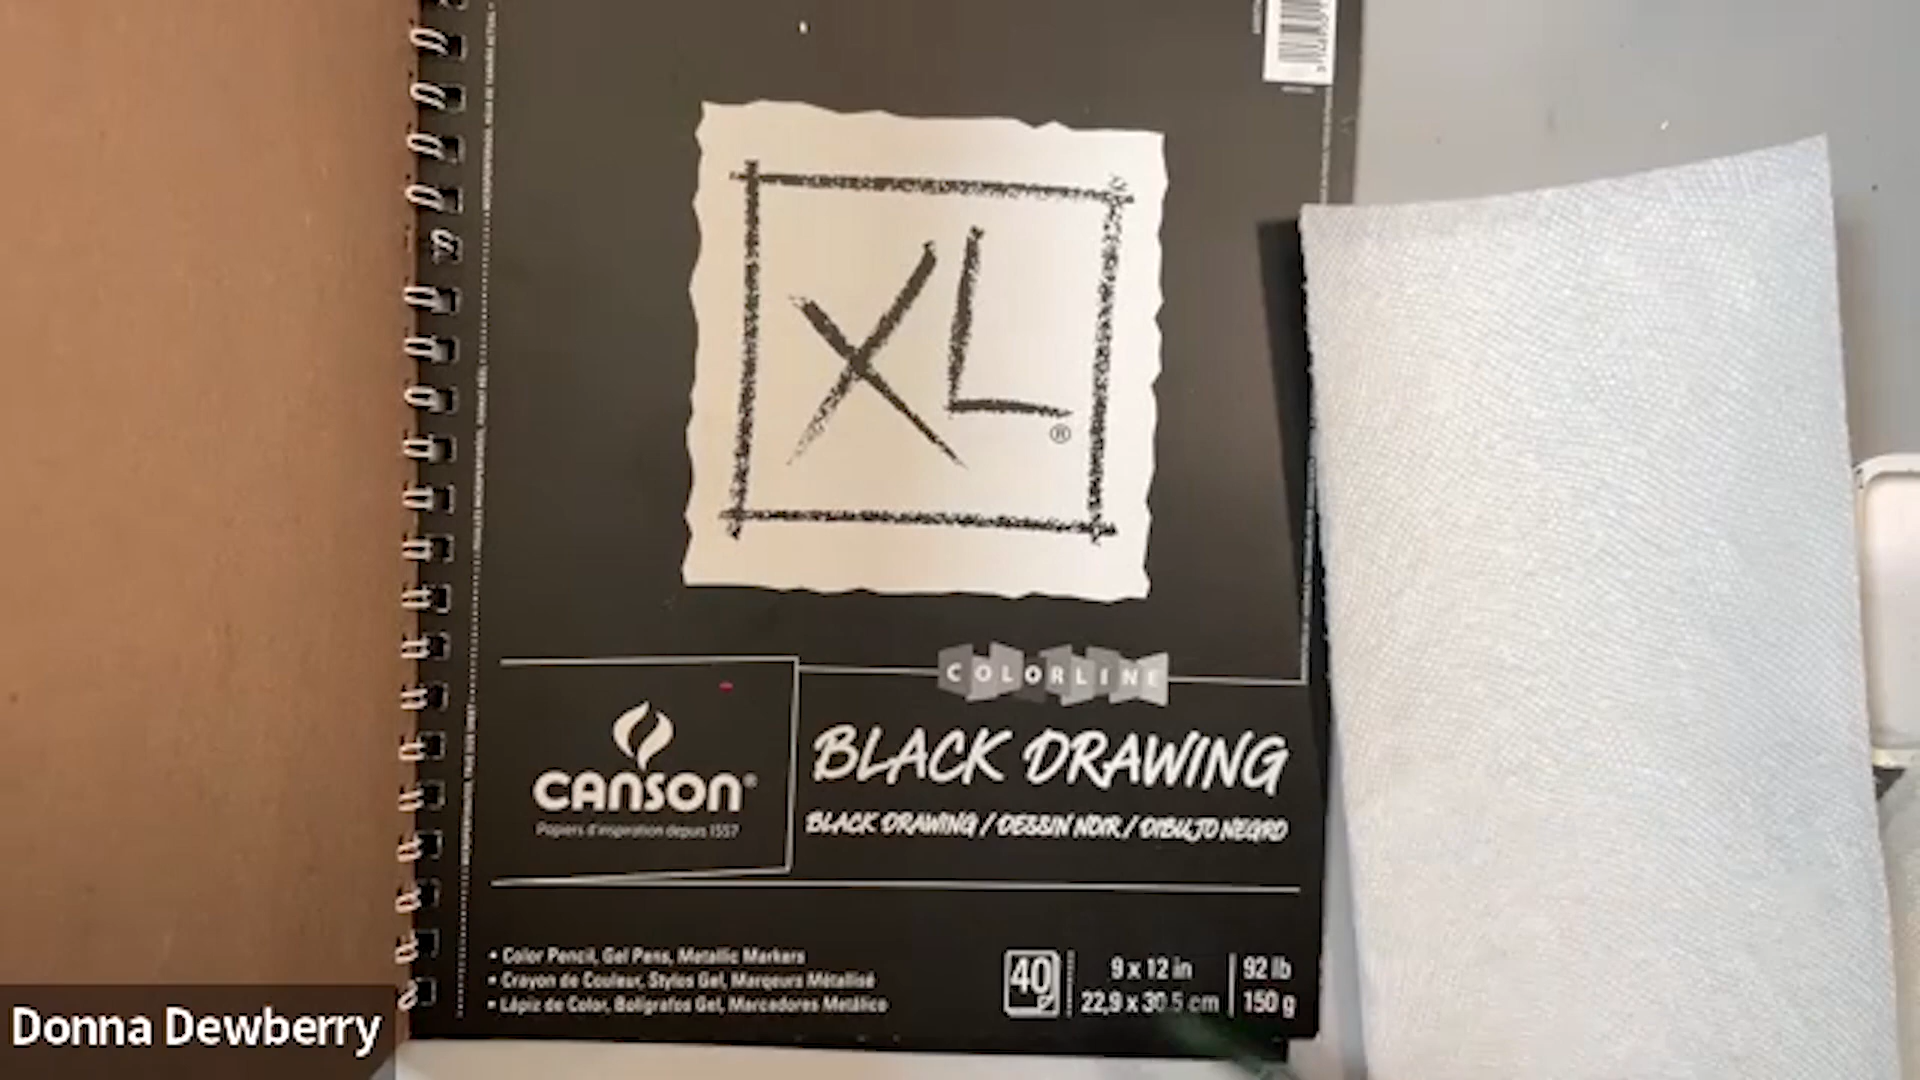 XL®
COLORLINE
CANSON®
Papiers d'inspiration depuis 1557
BLACK DRAWING
BLACK DRAWING / DESSIN NOIR / DIBUJO NEGRO
• Color Pencil, Gel Pens, Metallic Markers
• Crayon de Couleur, Stylos Gel, Marqeurs Métallisé
• Lápiz de Color, Bolígrafos Gel, Marcadores Metálico
40
9 x 12 in
22,9 x 30.5 cm
92 lb
150 g
Donna Dewberry